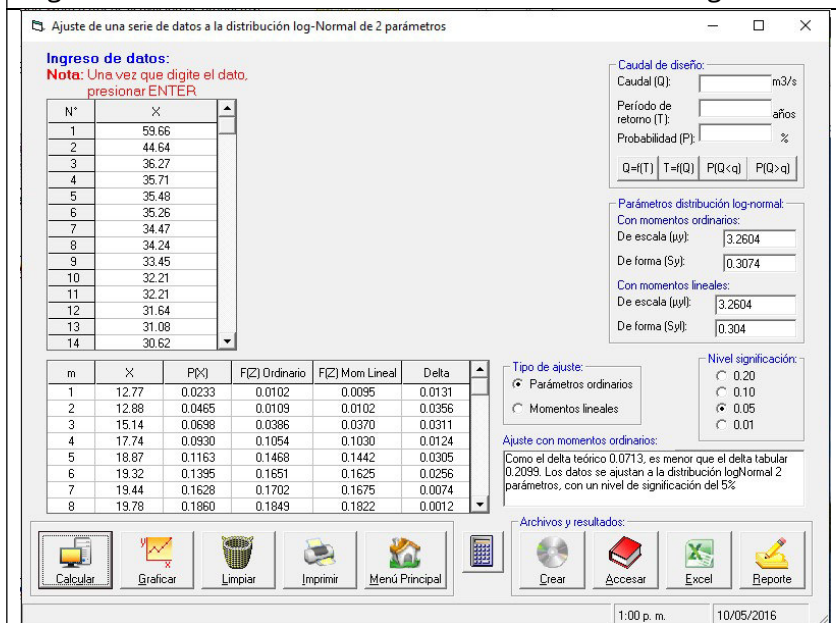 Ajuste de una serie de datos a la distribución log-Normal de 2 parámetros
Ingreso de datos:
Nota: Una vez que digite el dato,
presionar ENTER
N° X
1 59.66
2 44.64
3 36.27
4 35.71
5 35.48
6 35.26
7 34.47
8 34.24
9 33.45
10 32.21
11 32.21
12 31.64
13 31.08
14 30.62
Caudal de diseño:
Caudal (Q): m3/s
Período de
retorno (T): años
Probabilidad (P): %
Q=f(T) T=f(Q) P(Q<q) P(Q>q)
Parámetros distribución log-normal:
Con momentos ordinarios:
De escala (µy): 3.2604
De forma (Sy): 0.3074
Con momentos lineales:
De escala (µyl): 3.2604
De forma (Syl): 0.304
m X P(X) F(Z) Ordinario F(Z) Mom Lineal Delta
1 12.77 0.0233 0.0102 0.0095 0.0131
2 12.88 0.0465 0.0109 0.0102 0.0356
3 15.14 0.0698 0.0386 0.0370 0.0311
4 17.74 0.0930 0.1054 0.1030 0.0124
5 18.87 0.1163 0.1468 0.1442 0.0305
6 19.32 0.1395 0.1651 0.1625 0.0256
7 19.44 0.1628 0.1702 0.1675 0.0074
8 19.78 0.1860 0.1849 0.1822 0.0012
Tipo de ajuste:
Parámetros ordinarios
Momentos lineales
Nivel significación:
0.20
0.10
0.05
0.01
Ajuste con momentos ordinarios:
Como el delta teórico 0.0713, es menor que el delta tabular
0.2099. Los datos se ajustan a la distribución logNormal 2
parámetros, con un nivel de significación del 5%
Calcular Graficar Limpiar Imprimir Menú Principal
Archivos y resultados:
Crear Accesar Excel Reporte
1:00 p. m. 10/05/2016